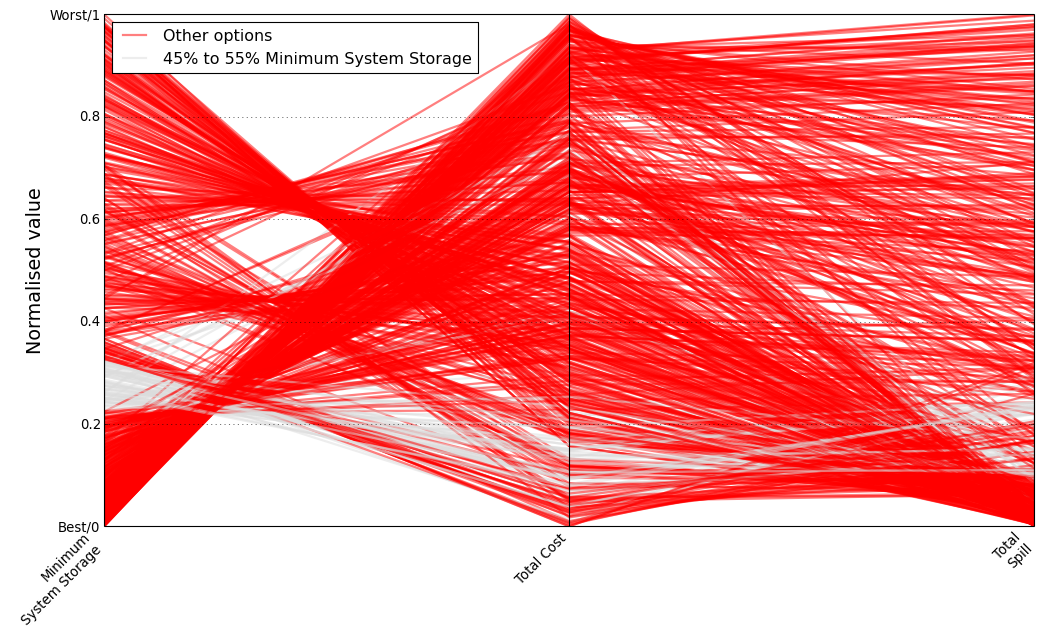 Worst/1
Other options
45% to 55% Minimum System Storage
0.8
0.6
0.4
0.2
Best/0
Normalised value
Minimum
System Storage
Total Cost
Total
Spill